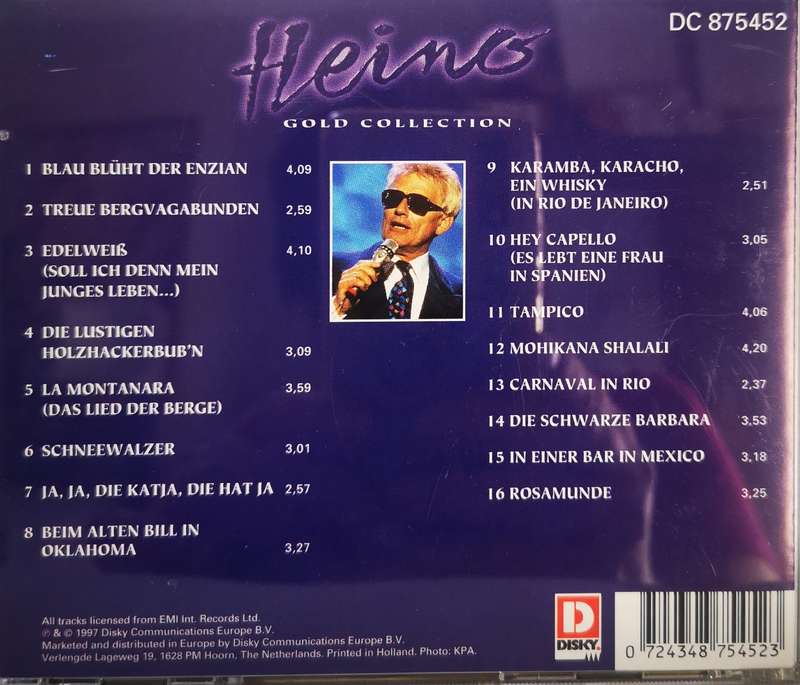 DC 875452
Heino
GOLD COLLECTION
1 BLAU BLÜHT DER ENZIAN 4,09
2 TREUE BERGVAGABUNDEN 2,59
3 EDELWEIß 4,10
(SOLL ICH DENN MEIN
JUNGES LEBEN...)
4 DIE LUSTIGEN
HOLZHACKERBUB'N 3,09
5 LA MONTANARA 3,59
(DAS LIED DER BERGE)
6 SCHNEEWALZER 3,01
7 JA, JA, DIE KATJA, DIE HAT JA 2,57
8 BEIM ALTEN BILL IN
OKLAHOMA 3,27
9 KARAMBA, KARACHO,
EIN WHISKY 2,51
(IN RIO DE JANEIRO)
10 HEY CAPELLO 3,05
(ES LEBT EINE FRAU
IN SPANIEN)
11 TAMPICO 4,06
12 MOHIKANA SHALALI 4,20
13 CARNAVAL IN RIO 2,37
14 DIE SCHWARZE BARBARA 3,53
15 IN EINER BAR IN MEXICO 3,18
16 ROSAMUNDE 3,25
All tracks licensed from EMI Int. Records Ltd.
℗ & © 1997 Disky Communications Europe B.V.
Marketed and distributed in Europe by Disky Communications Europe B.V.
Verlengde Lageweg 19, 1628 PM Hoorn, The Netherlands. Printed in Holland. Photo: KPA.
D
DISKY
0 724348 754523